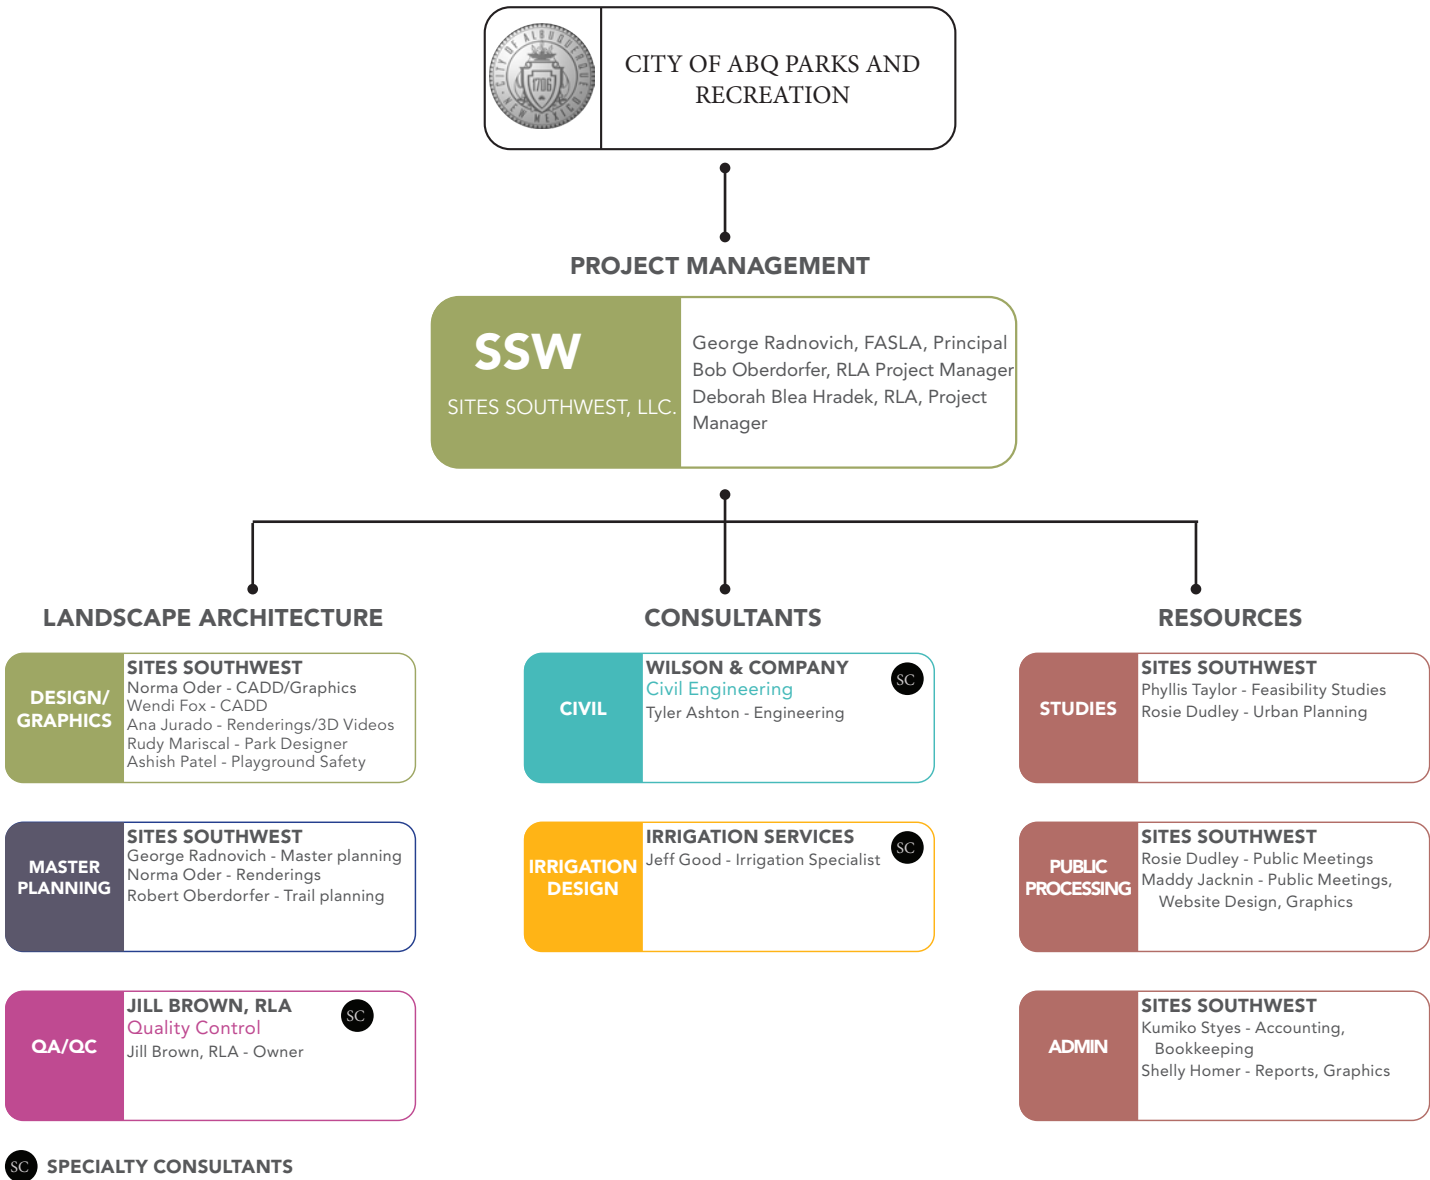 CITY OF ALBUQUERQUE
1706
NEW MEXICO
CITY OF ABQ PARKS AND
RECREATION
PROJECT MANAGEMENT
SSW
SITES SOUTHWEST, LLC.
George Radnovich, FASLA, Principal
Bob Oberdorfer, RLA Project Manager
Deborah Blea Hradek, RLA, Project
Manager
LANDSCAPE ARCHITECTURE
DESIGN/
GRAPHICS
SITES SOUTHWEST
Norma Oder - CADD/Graphics
Wendi Fox - CADD
Ana Jurado - Renderings/3D Videos
Rudy Mariscal - Park Designer
Ashish Patel - Playground Safety
MASTER
PLANNING
SITES SOUTHWEST
George Radnovich - Master planning
Norma Oder - Renderings
Robert Oberdorfer - Trail planning
QA/QC
JILL BROWN, RLA
Quality Control
Jill Brown, RLA - Owner
SC
CONSULTANTS
CIVIL
WILSON & COMPANY
Civil Engineering
Tyler Ashton - Engineering
SC
IRRIGATION
DESIGN
IRRIGATION SERVICES
Jeff Good - Irrigation Specialist
SC
RESOURCES
STUDIES
SITES SOUTHWEST
Phyllis Taylor - Feasibility Studies
Rosie Dudley - Urban Planning
PUBLIC
PROCESSING
SITES SOUTHWEST
Rosie Dudley - Public Meetings
Maddy Jacknin - Public Meetings,
Website Design, Graphics
ADMIN
SITES SOUTHWEST
Kumiko Styes - Accounting,
Bookkeeping
Shelly Homer - Reports, Graphics
SC SPECIALTY CONSULTANTS